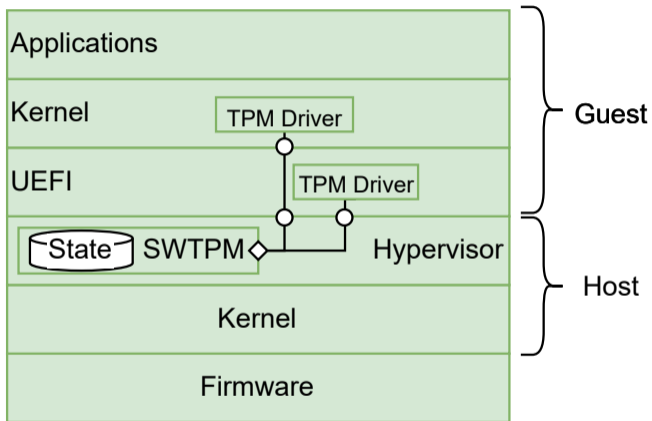 Applications
Kernel
TPM Driver
Guest
UEFI
TPM Driver
State
SWTPM
Hypervisor
Host
Kernel
Firmware